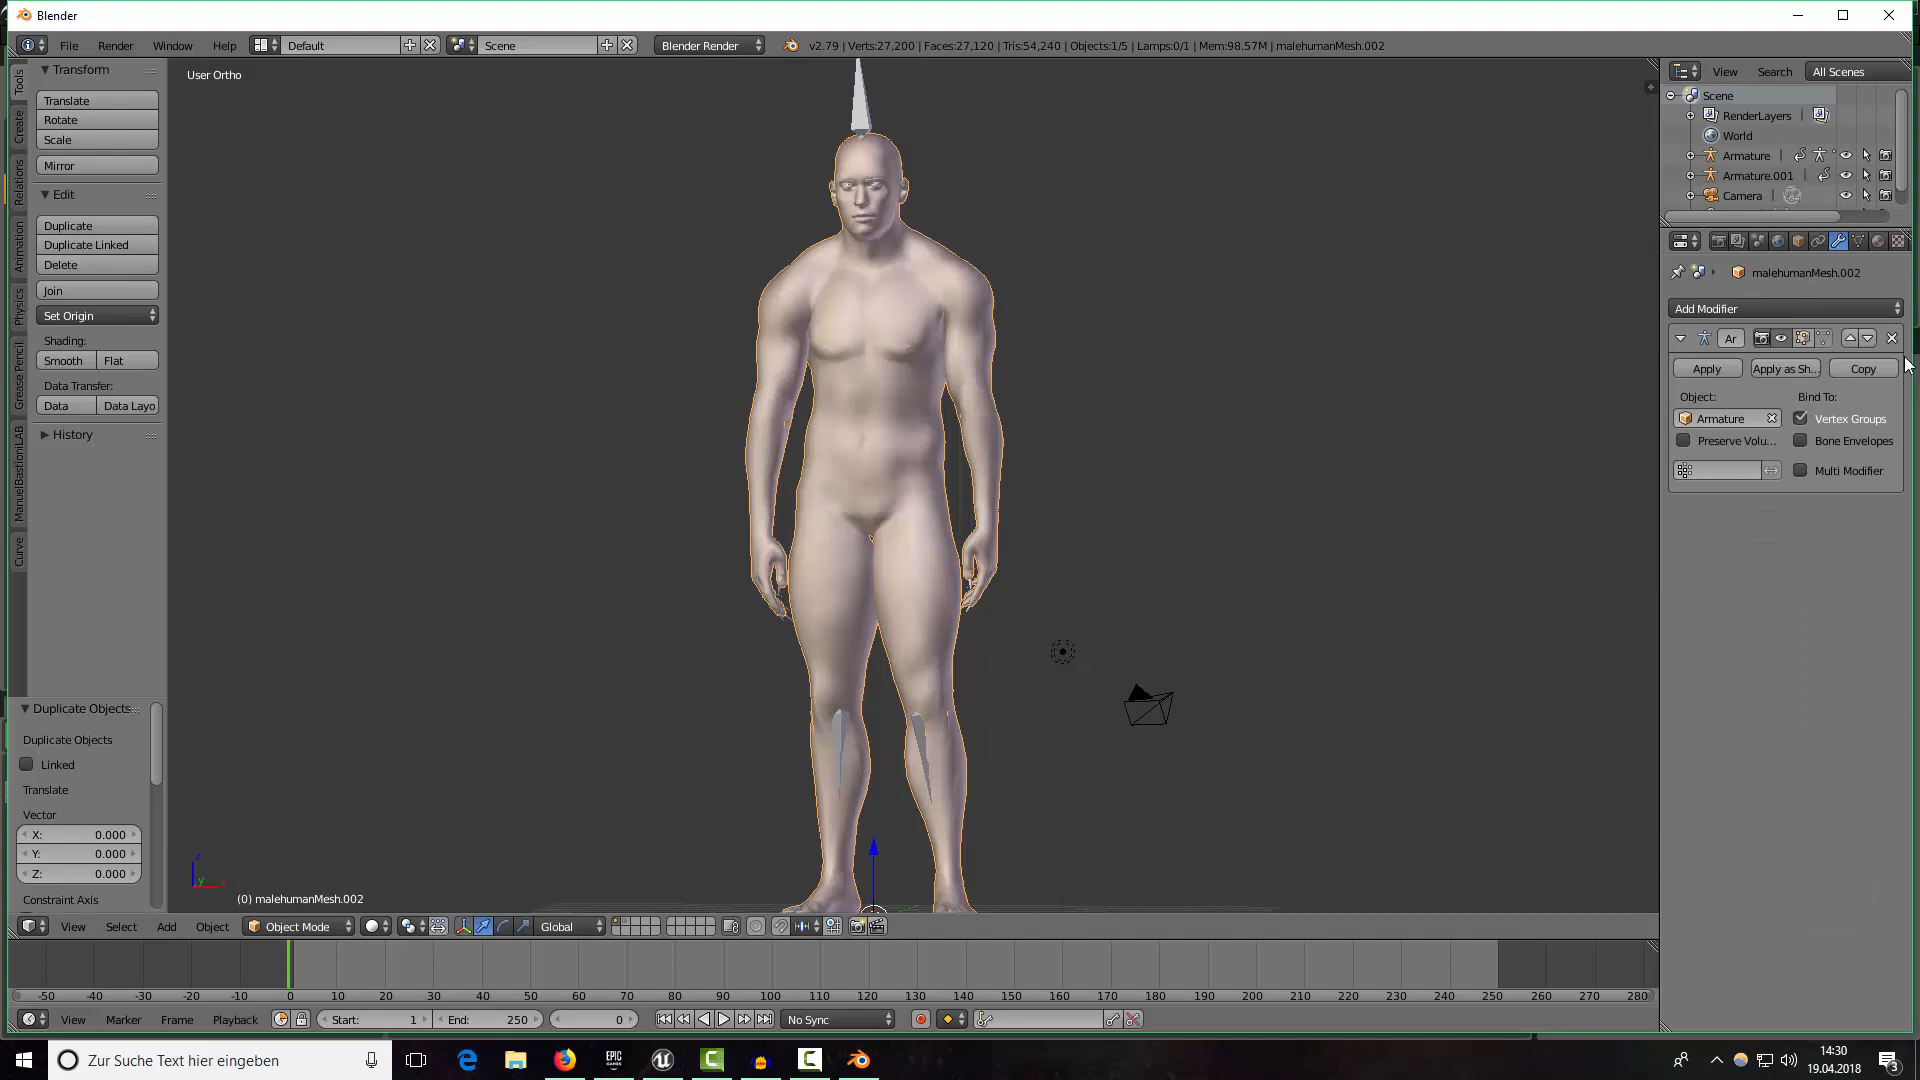 Blender
File Render Window Help Default Scene Blender Render v2.79 | Verts:27,200 | Faces:27,120 | Tris:54,240 | Objects:1/5 | Lamps:0/1 | Mem:98.57M | malehumanMesh.002
Tools
Create
Relations
Animation
Physics
Grease Pencil
ManuelBastioniLAB
Curve
Transform
Translate
Rotate
Scale
Mirror
Edit
Duplicate
Duplicate Linked
Delete
Join
Set Origin
Shading:
Smooth Flat
Data Transfer:
Data Data Layo
History
Duplicate Objects
Duplicate Objects
Linked
Translate
Vector
X: 0.000
Y: 0.000
Z: 0.000
Constraint Axis
User Ortho
z
y x
(0) malehumanMesh.002
View Search All Scenes
Scene
RenderLayers
World
Armature
Armature.001
Camera
malehumanMesh.002
Add Modifier
Ar
Apply Apply as Sh... Copy
Object: Bind To:
Armature Vertex Groups
Preserve Volu... Bone Envelopes
Multi Modifier
View Select Add Object Object Mode Global
-50 -40 -30 -20 -10 0 10 20 30 40 50 60 70 80 90 100 110 120 130 140 150 160 170 180 190 200 210 220 230 240 250 260 270 280
View Marker Frame Playback Start: 1 End: 250 0 No Sync
Zur Suche Text hier eingeben
EPIC
GAMES
14:30
19.04.2018
3